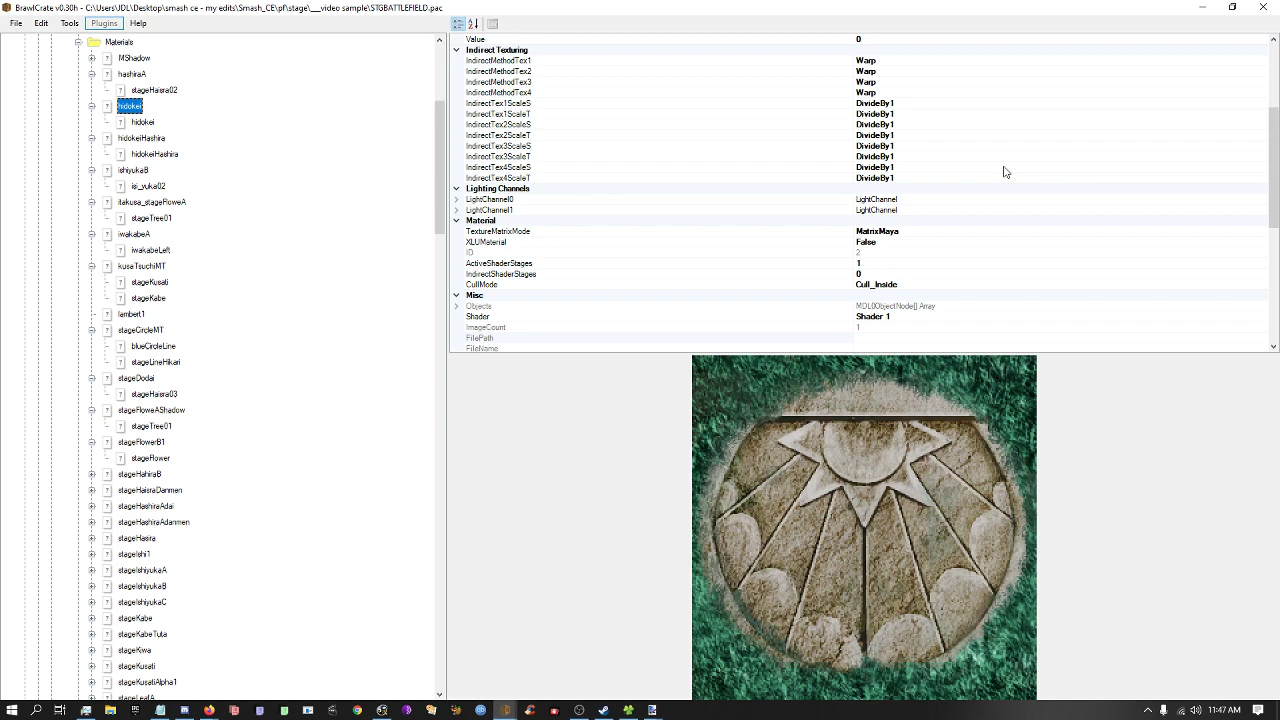 BrawlCrate v0.30h - C:\Users\JDL\Desktop\smash ce - my edits\Smash_CE\pf\stage\__video sample\STGBATTLEFIELD.pac
File Edit Tools Plugins Help
Materials
MShadow
hashiraA
stageHaisra02
hidokei
hidokei
hidokeiHashira
hidokeiHashira
ishiyukaB
isi_yuka02
itakusa_stageFloweA
stageTree01
iwakabeA
iwakabeLeft
kusaTsuchiMT
stageKusati
stageKabe
lambert1
stageCircleMT
blueCircleLine
stageLineHikari
stageDodai
stageHaisra03
stageFloweAShadow
stageTree01
stageFlowerB1
stageFlower
stageHahiraB
stageHaisraDanmen
stageHashiraAdai
stageHashiraAdanmen
stageHasira
stageIshi1
stageIshiyukaA
stageIshiyukaB
stageIshiyukaC
stageKabe
stageKabeTuta
stageKiwa
stageKusati
stageKusatiAlpha1
stageLeafA
Value 0
Indirect Texturing
IndirectMethodTex1 Warp
IndirectMethodTex2 Warp
IndirectMethodTex3 Warp
IndirectMethodTex4 Warp
IndirectTex1ScaleS DivideBy1
IndirectTex1ScaleT DivideBy1
IndirectTex2ScaleS DivideBy1
IndirectTex2ScaleT DivideBy1
IndirectTex3ScaleS DivideBy1
IndirectTex3ScaleT DivideBy1
IndirectTex4ScaleS DivideBy1
IndirectTex4ScaleT DivideBy1
Lighting Channels
LightChannel0 LightChannel
LightChannel1 LightChannel
Material
TextureMatrixMode MatrixMaya
XLUMaterial False
ID 2
ActiveShaderStages 1
IndirectShaderStages 0
CullMode Cull_Inside
Misc
Objects MDL0ObjectNode[] Array
Shader Shader 1
ImageCount 1
FilePath
FileName
11:47 AM